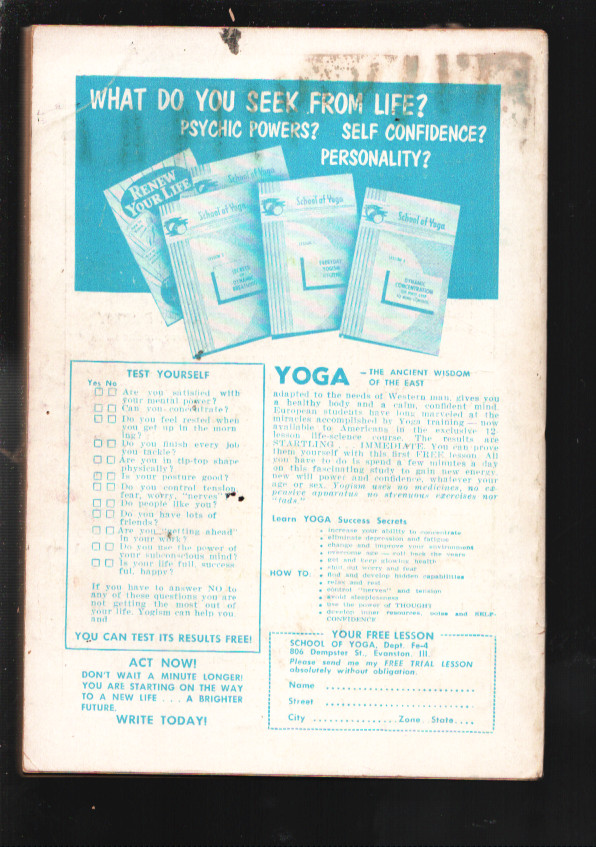 WHAT DO YOU SEEK FROM LIFE?
PSYCHIC POWERS? SELF CONFIDENCE?
PERSONALITY?
RENEW
YOUR LIFE
School of Yoga
School of Yoga
School of Yoga
School of Yoga
DYNAMIC
CONCENTRATION
TEST YOURSELF
Yes No
Are you satisfied with
your mental power?
Can you concentrate?
Do you feel rested when
you get up in the morn
ing?
Do you finish every job
you tackle?
Are you in tip-top shape
physically?
Is your posture good?
Do you control tension,
fear, worry, "nerves"?
Do people like you?
Do you have lots of
friends?
Are you "getting ahead"
in your work?
Do you use the power of
your subconscious mind?
Is your life full, success
ful, happy?
If you have to answer NO to
any of these questions you are
not getting the most out of
your life. Yogism can help you
and
YOU CAN TEST ITS RESULTS FREE!
ACT NOW!
DON'T WAIT A MINUTE LONGER!
YOU ARE STARTING ON THE WAY
TO A NEW LIFE . . . A BRIGHTER
FUTURE.
WRITE TODAY!
YOGA – THE ANCIENT WISDOM
OF THE EAST
adapted to the needs of Western man, gives you
a healthy body and a calm, confident mind.
European students have long marveled at the
miracles accomplished by Yoga training — now
available to Americans in the exclusive 12
lesson life-science course. The results are
STARTLING . . . IMMEDIATE. You can prove
them yourself with this first FREE lesson. All
you have to do is spend a few minutes a day
on this fascinating study to gain new energy,
new will power and confidence, whatever your
age or sex. Yogism uses no medicines, no ex
pensive apparatus no strenuous exercises nor
"fads."
Learn YOGA Success Secrets
HOW TO:
• increase your ability to concentrate
• eliminate depression and fatigue
• change and improve your environment
• overcome age — roll back the years
• get and keep glowing health
• shut out worry and fear
• find and develop hidden capabilities
• relax and rest
• control "nerves" and tension
• avoid sleeplessness
• use the power of THOUGHT
• develop inner resources, poise and SELF-
CONFIDENCE
YOUR FREE LESSON
SCHOOL OF YOGA, Dept. Fe-4
806 Dempster St., Evanston, Ill.
Please send me my FREE TRIAL LESSON
absolutely without obligation.
Name
Street
City Zone State